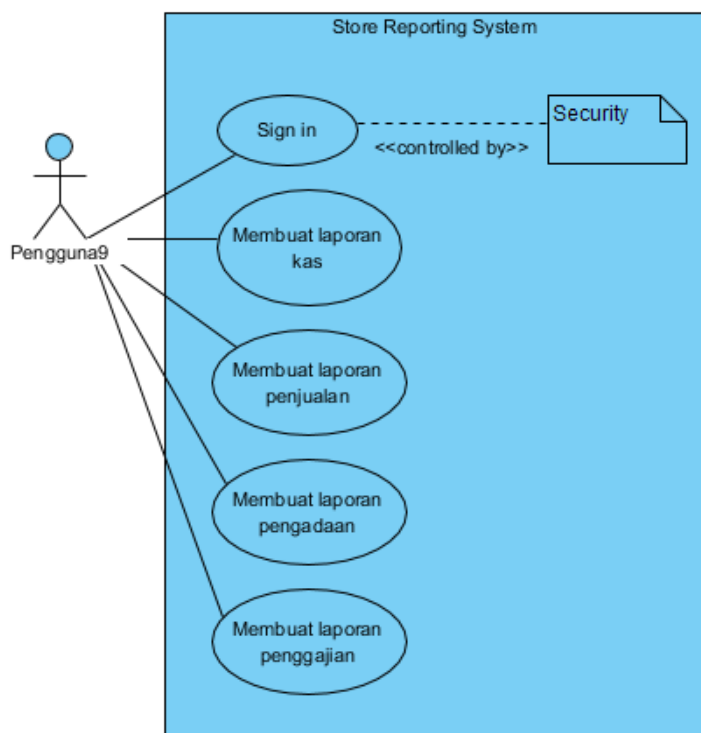 Store Reporting System
Sign in
<<controlled by>>
Security
Pengguna9
Membuat laporan
kas
Membuat laporan
penjualan
Membuat laporan
pengadaan
Membuat laporan
penggajian